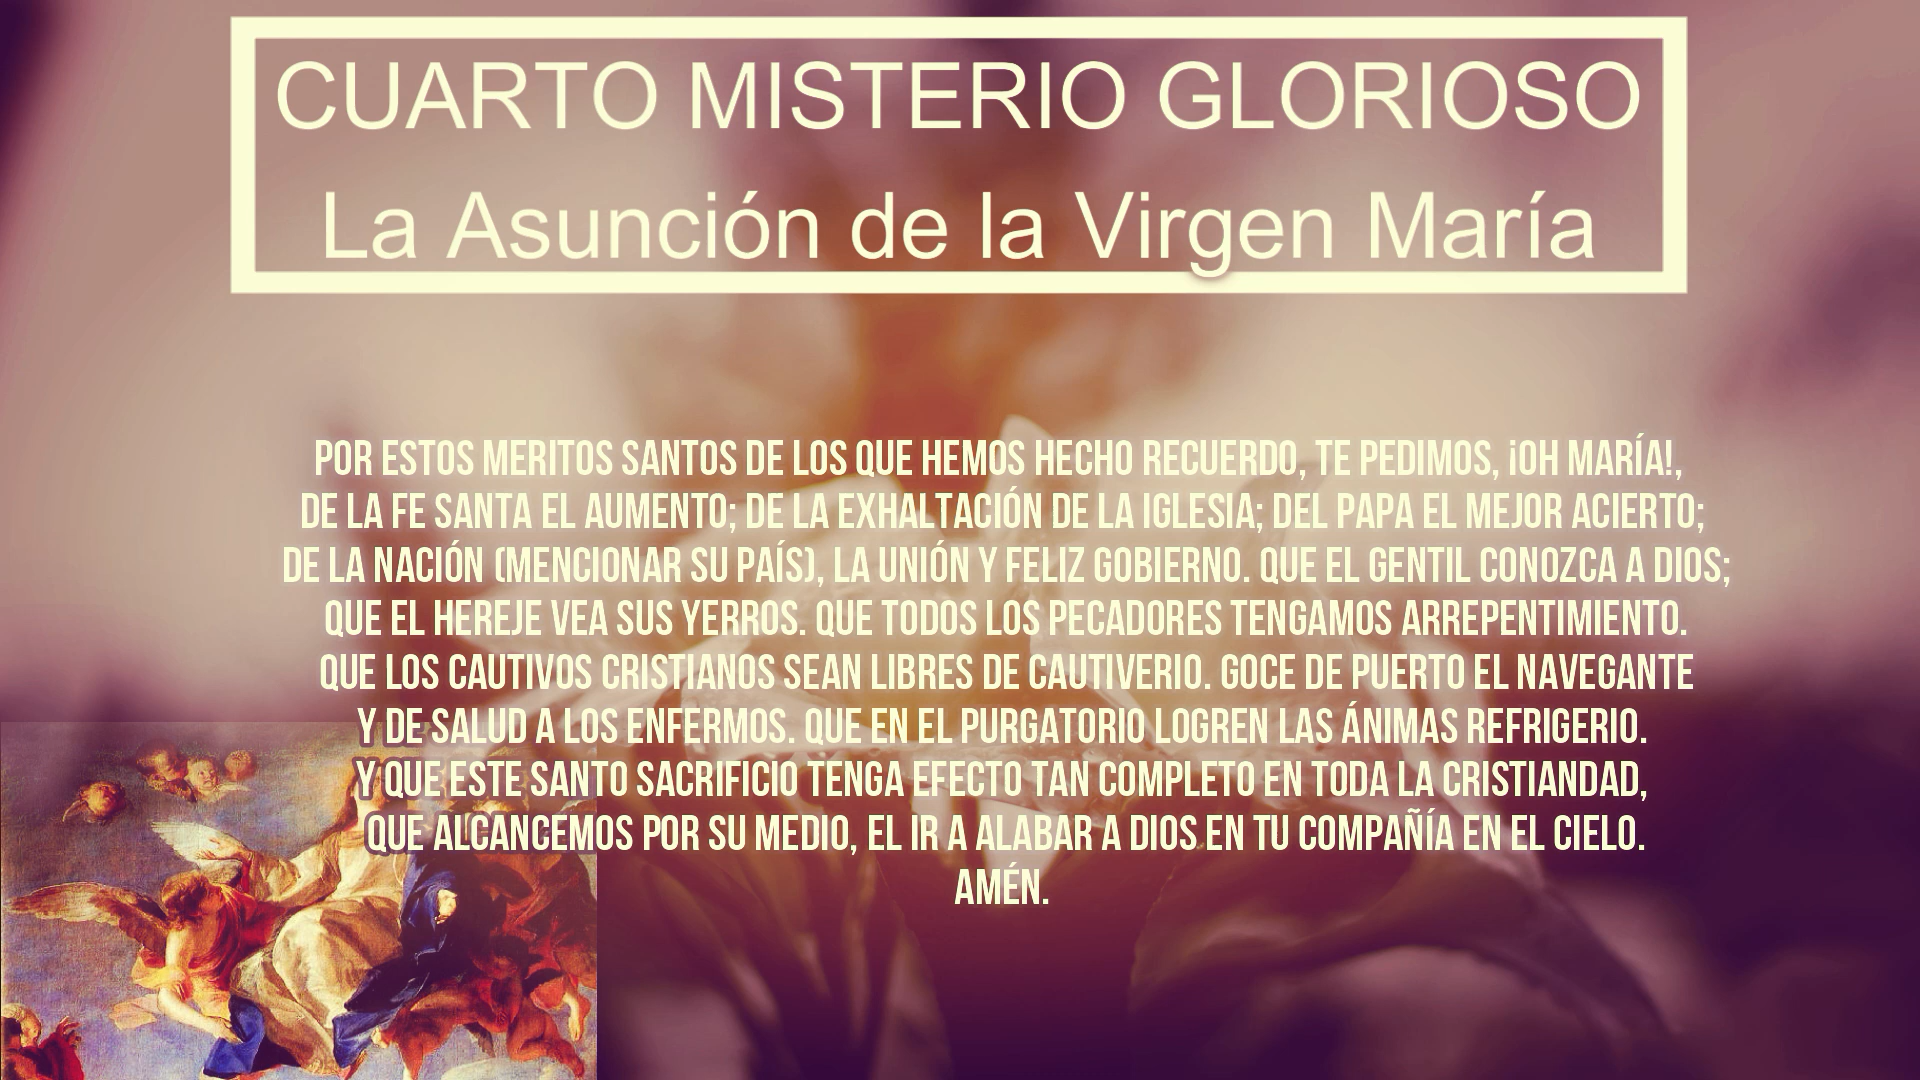 CUARTO MISTERIO GLORIOSO
La Asunción de la Virgen María
POR ESTOS MERITOS SANTOS DE LOS QUE HEMOS HECHO RECUERDO, TE PEDIMOS, ¡OH MARÍA!,
DE LA FE SANTA EL AUMENTO; DE LA EXHALTACIÓN DE LA IGLESIA; DEL PAPA EL MEJOR ACIERTO;
DE LA NACIÓN (MENCIONAR SU PAÍS), LA UNIÓN Y FELIZ GOBIERNO. QUE EL GENTIL CONOZCA A DIOS;
QUE EL HEREJE VEA SUS YERROS. QUE TODOS LOS PECADORES TENGAMOS ARREPENTIMIENTO.
QUE LOS CAUTIVOS CRISTIANOS SEAN LIBRES DE CAUTIVERIO. GOCE DE PUERTO EL NAVEGANTE
Y DE SALUD A LOS ENFERMOS. QUE EN EL PURGATORIO LOGREN LAS ÁNIMAS REFRIGERIO.
Y QUE ESTE SANTO SACRIFICIO TENGA EFECTO TAN COMPLETO EN TODA LA CRISTIANDAD,
QUE ALCANCEMOS POR SU MEDIO, EL IR A ALABAR A DIOS EN TU COMPAÑÍA EN EL CIELO.
AMÉN.